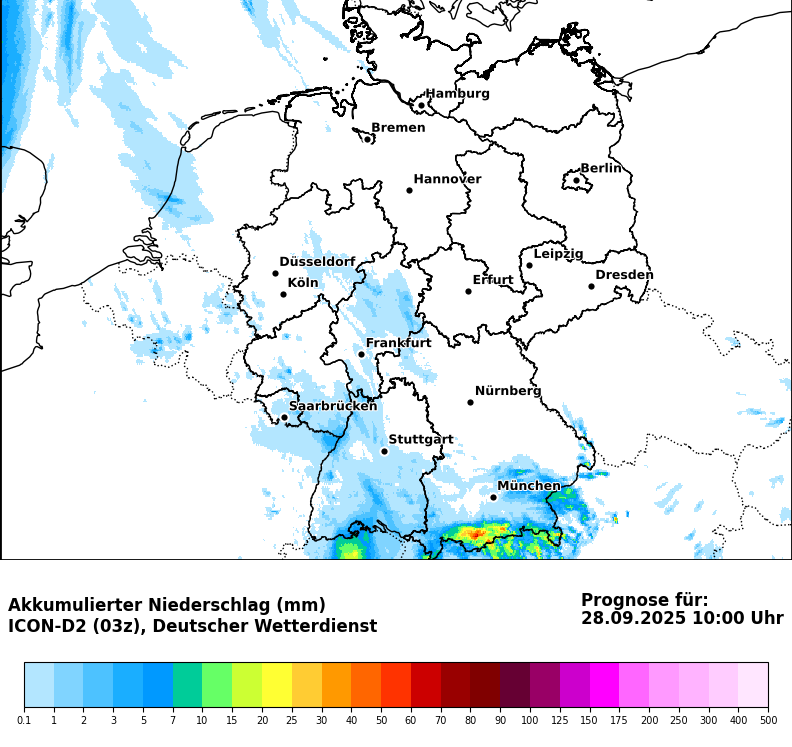 Hamburg
Bremen
Berlin
Hannover
Leipzig
Düsseldorf
Dresden
Köln
Erfurt
Frankfurt
Nürnberg
Saarbrücken
Stuttgart
München
Akkumulierter Niederschlag (mm)
ICON-D2 (03z), Deutscher Wetterdienst
Prognose für:
28.09.2025 10:00 Uhr
0.1 1 2 3 5 7 10 15 20 25 30 40 50 60 70 80 90 100 125 150 175 200 250 300 400 500